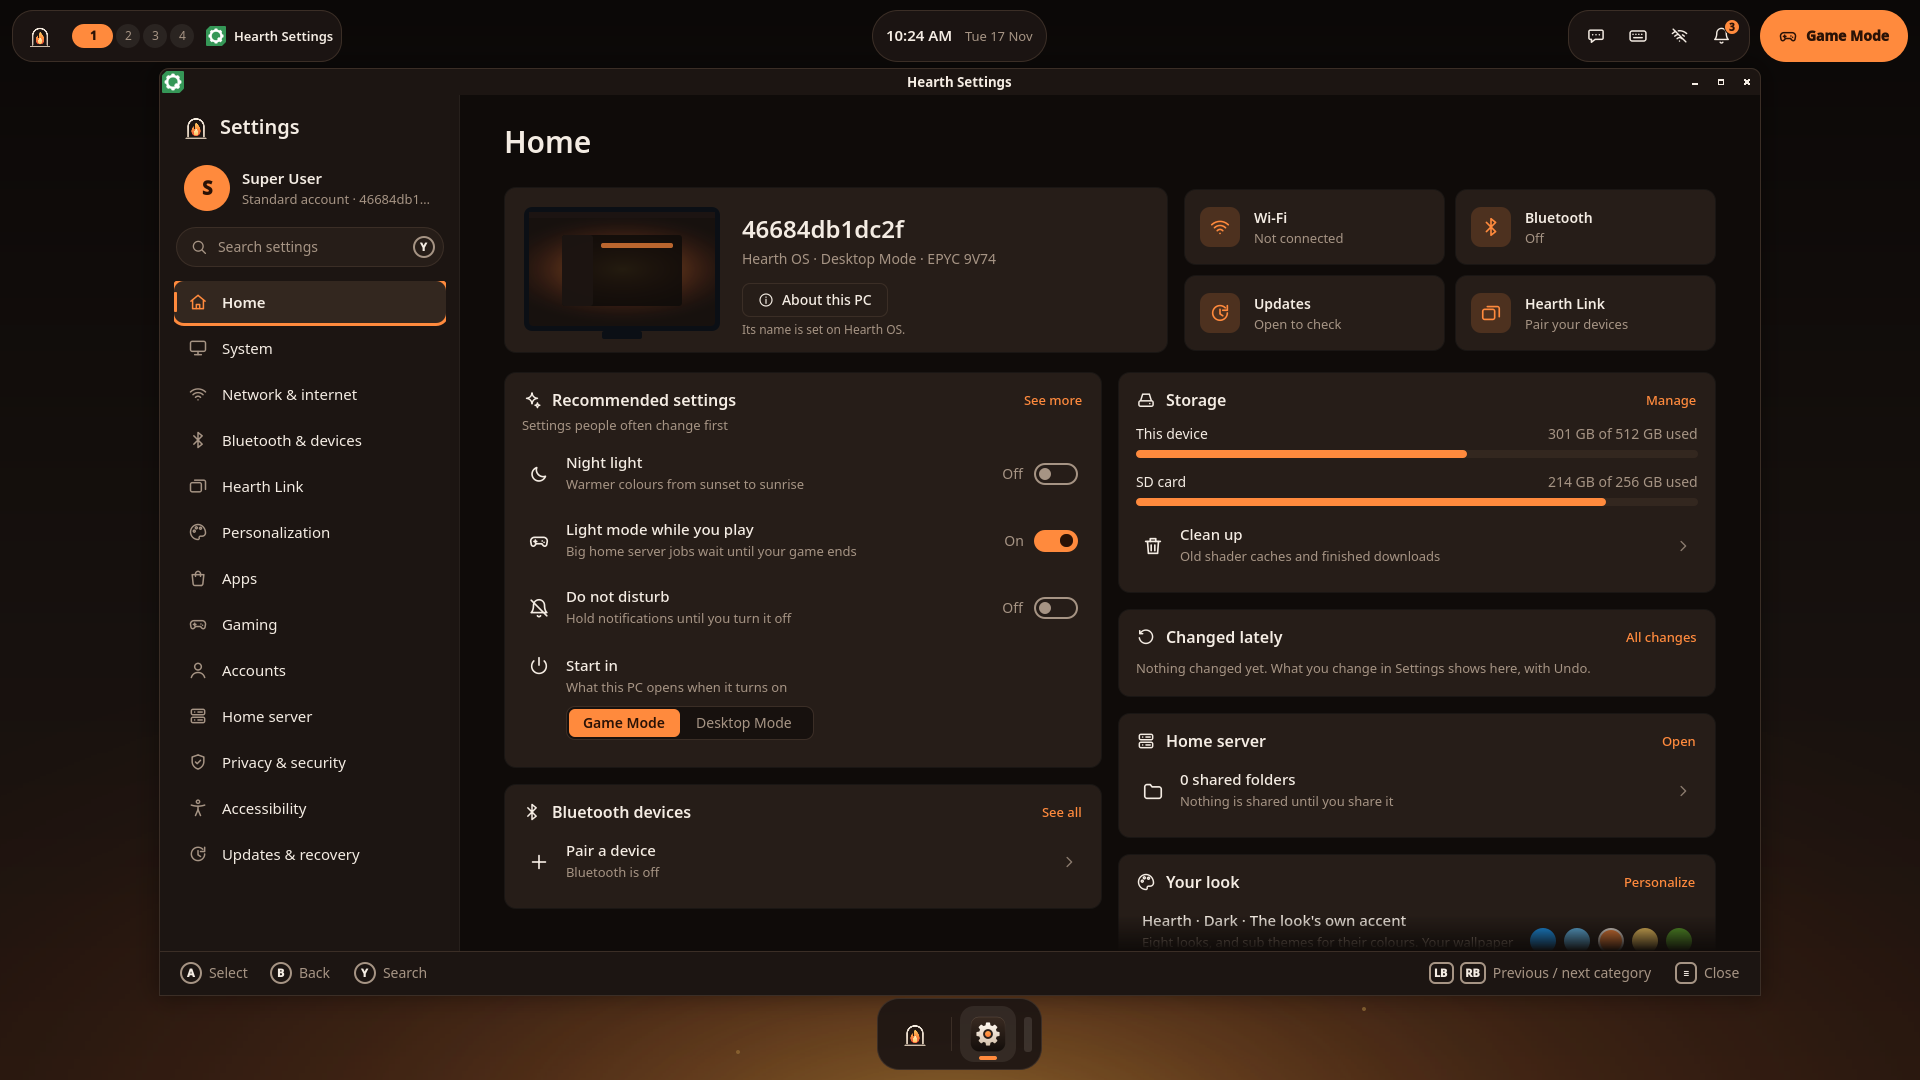 1 2 3 4 Hearth Settings
10:24 AM Tue 17 Nov
3
Game Mode
Hearth Settings
Settings
S
Super User
Standard account · 46684db1...
Search settings
Y
Home
System
Network & internet
Bluetooth & devices
Hearth Link
Personalization
Apps
Gaming
Accounts
Home server
Privacy & security
Accessibility
Updates & recovery
Home
46684db1dc2f
Hearth OS · Desktop Mode · EPYC 9V74
About this PC
Its name is set on Hearth OS.
Wi-Fi
Not connected
Bluetooth
Off
Updates
Open to check
Hearth Link
Pair your devices
Recommended settings
See more
Settings people often change first
Night light
Warmer colours from sunset to sunrise
Off
Light mode while you play
Big home server jobs wait until your game ends
On
Do not disturb
Hold notifications until you turn it off
Off
Start in
What this PC opens when it turns on
Game Mode Desktop Mode
Bluetooth devices
See all
Pair a device
Bluetooth is off
Storage
Manage
This device
301 GB of 512 GB used
SD card
214 GB of 256 GB used
Clean up
Old shader caches and finished downloads
Changed lately
All changes
Nothing changed yet. What you change in Settings shows here, with Undo.
Home server
Open
0 shared folders
Nothing is shared until you share it
Your look
Personalize
Hearth · Dark · The look's own accent
Eight looks, and sub themes for their colours. Your wallpaper
A Select B Back Y Search
LB RB Previous / next category
Close